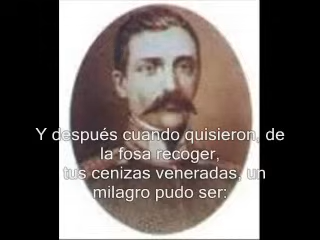 Y después cuando quisieron, de
la fosa recoger,
tus cenizas veneradas, un
milagro pudo ser: